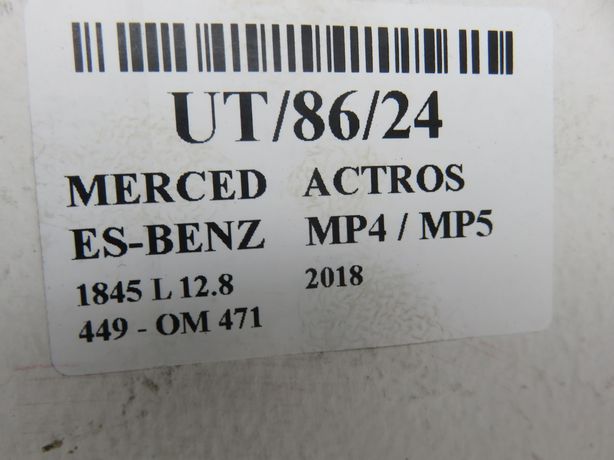 UT/86/24
MERCED ACTROS
ES-BENZ MP4 / MP5
1845 L 12.8 2018
449 - OM 471